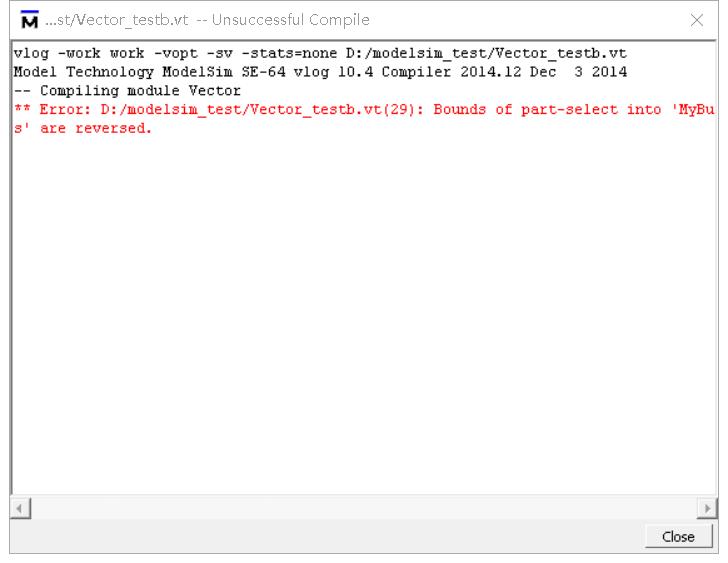 ...st/Vector_testb.vt -- Unsuccessful Compile
vlog -work work -vopt -sv -stats=none D:/modelsim_test/Vector_testb.vt
Model Technology ModelSim SE-64 vlog 10.4 Compiler 2014.12 Dec  3 2014
-- Compiling module Vector
** Error: D:/modelsim_test/Vector_testb.vt(29): Bounds of part-select into 'MyBu
s' are reversed.
Close